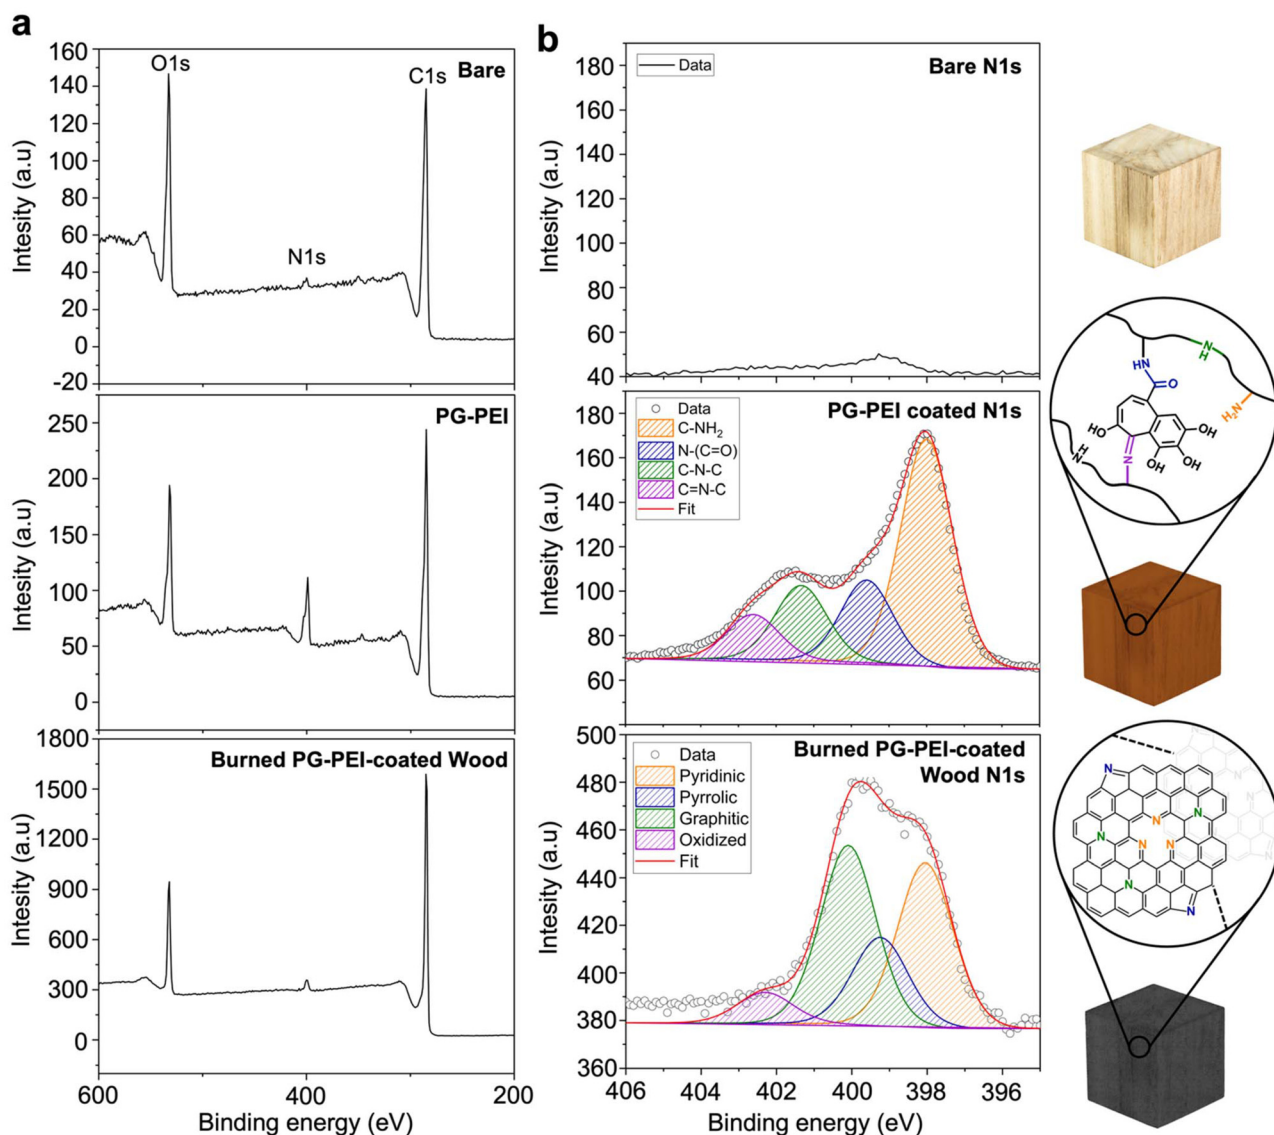 a
160
140
120
100
80
60
40
20
0
-20
Intesity (a.u)
O1s
C1s
Bare
N1s
250
200
150
100
50
0
Intesity (a.u)
PG-PEI
1800
1500
1200
900
600
300
0
Intesity (a.u)
Burned PG-PEI-coated Wood
600
400
200
Binding energy (eV)
b
180
160
140
120
100
80
60
40
Intesity (a.u)
Data
Bare N1s
180
160
140
120
100
80
60
Intesity (a.u)
Data
C-NH₂
N-(C=O)
C-N-C
C=N-C
Fit
PG-PEI coated N1s
500
480
460
440
420
400
380
360
Intesity (a.u)
Data
Pyridinic
Pyrrolic
Graphitic
Oxidized
Fit
Burned PG-PEI-coated
Wood N1s
406
404
402
400
398
396
Binding energy (eV)
N
H
HN
O
H₂N
HO
OH
OH
OH
N
H
N
N
N
N
N
N
N
N
N